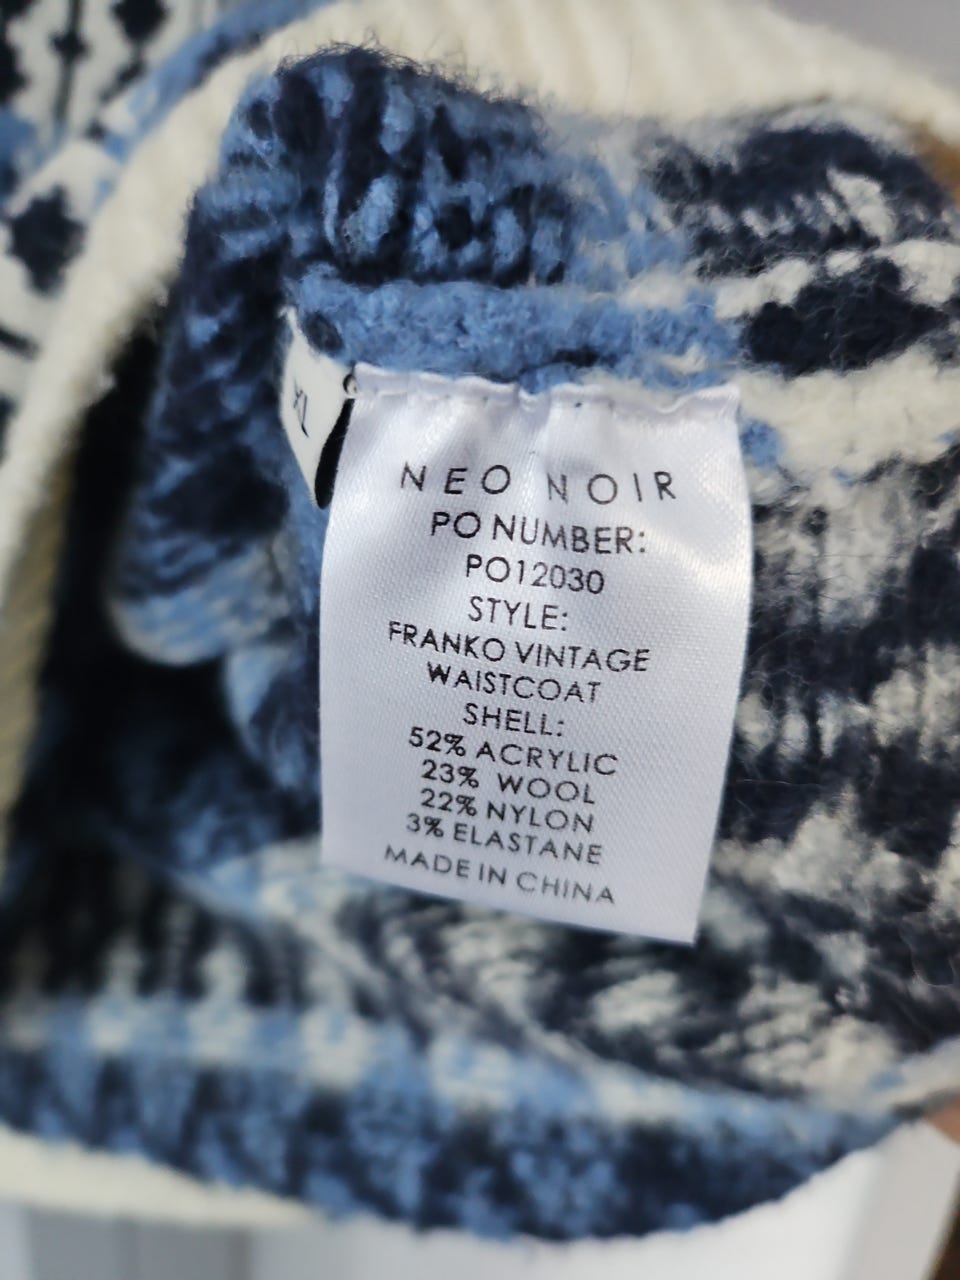 XL
NEO NOIR
PO NUMBER:
PO12030
STYLE:
FRANKO VINTAGE
WAISTCOAT
SHELL:
52% ACRYLIC
23% WOOL
22% NYLON
3% ELASTANE
MADE IN CHINA